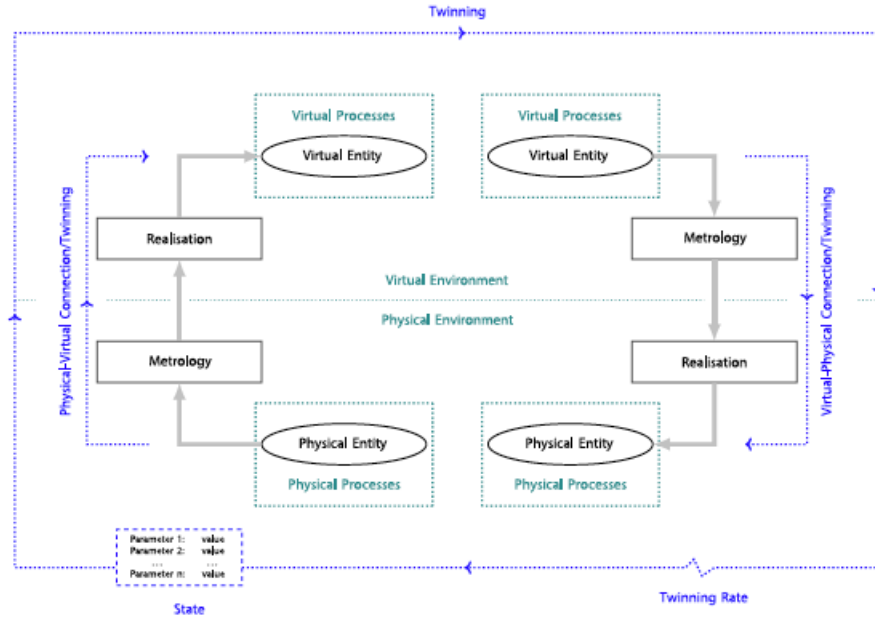 Twinning
Virtual Processes
Virtual Entity
Virtual Processes
Virtual Entity
Realisation
Metrology
Physical-Virtual Connection/Twinning
Virtual-Physical Connection/Twinning
Virtual Environment
Physical Environment
Metrology
Realisation
Physical Entity
Physical Processes
Physical Entity
Physical Processes
Parameter 1: value
Parameter 2: value
... ...
Parameter n: value
State
Twinning Rate